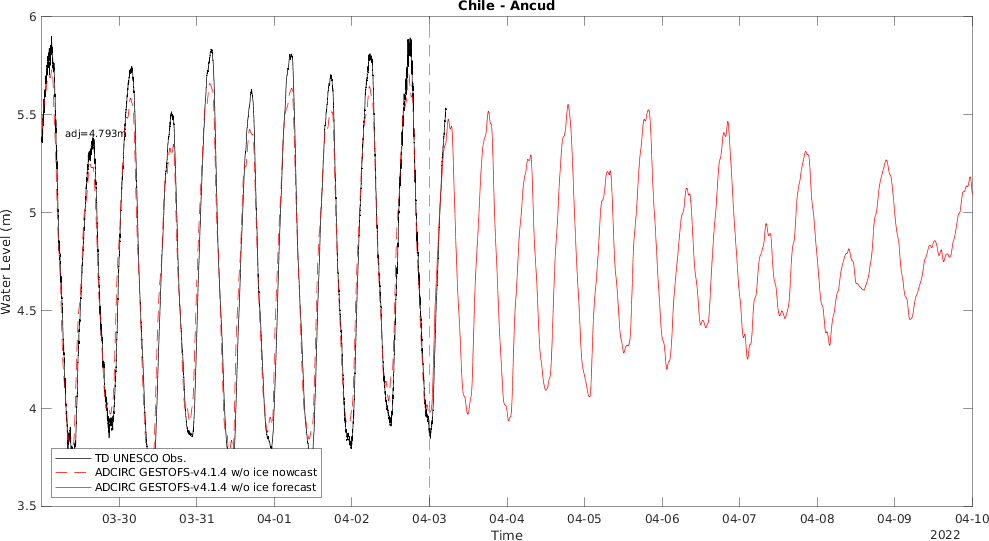 Chile - Ancud
6
5.5
5
4.5
4
3.5
Water Level (m)
adj=4.793m
TD UNESCO Obs.
ADCIRC GESTOFS-v4.1.4 w/o ice nowcast
ADCIRC GESTOFS-v4.1.4 w/o ice forecast
03-30 03-31 04-01 04-02 04-03 04-04 04-05 04-06 04-07 04-08 04-09 04-10
Time
2022